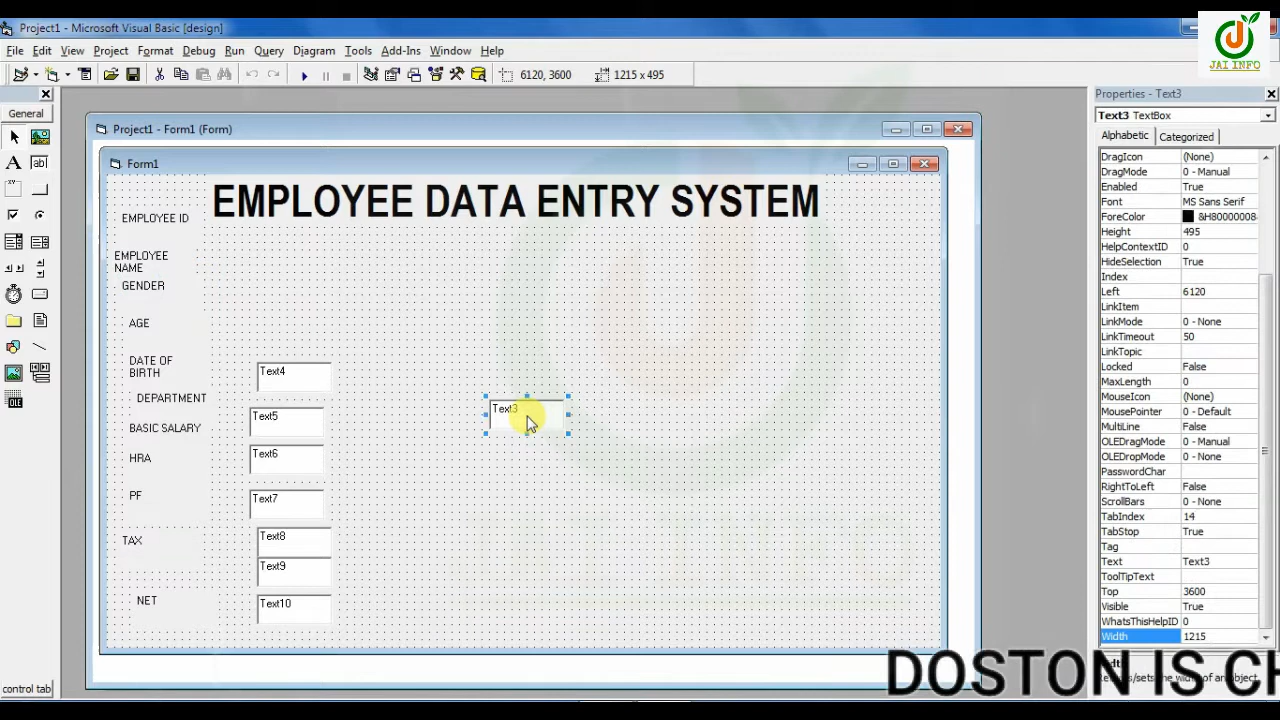 Project1 - Microsoft Visual Basic [design]
JAI INFO
File Edit View Project Format Debug Run Query Diagram Tools Add-Ins Window Help
6120, 3600 1215 x 495
General
A ab|
OLE
control tab
Project1 - Form1 (Form)
Form1
EMPLOYEE DATA ENTRY SYSTEM
EMPLOYEE ID
EMPLOYEE
NAME
GENDER
AGE
DATE OF
BIRTH
Text4
DEPARTMENT
Text3
Text5
BASIC SALARY
HRA
Text6
PF
Text7
TAX
Text8
Text9
NET
Text10
Properties - Text3
Text3 TextBox
Alphabetic Categorized
DragIcon (None)
DragMode 0 - Manual
Enabled True
Font MS Sans Serif
ForeColor &H80000008
Height 495
HelpContextID 0
HideSelection True
Index
Left 6120
LinkItem
LinkMode 0 - None
LinkTimeout 50
LinkTopic
Locked False
MaxLength 0
MouseIcon (None)
MousePointer 0 - Default
MultiLine False
OLEDragMode 0 - Manual
OLEDropMode 0 - None
PasswordChar
RightToLeft False
ScrollBars 0 - None
TabIndex 14
TabStop True
Tag
Text Text3
ToolTipText
Top 3600
Visible True
WhatsThisHelpID 0
Width 1215
DOSTON IS CH